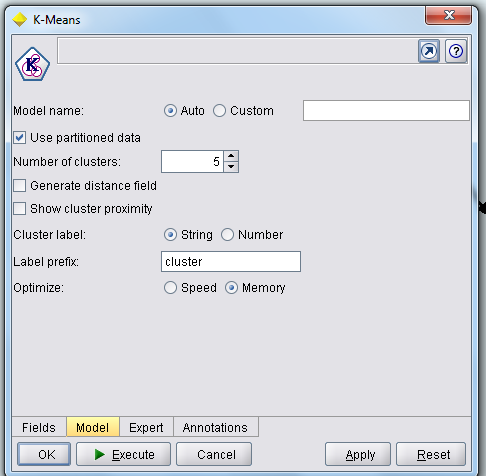 K-Means
K
Model name: Auto Custom
Use partitioned data
Number of clusters: 5
Generate distance field
Show cluster proximity
Cluster label: String Number
Label prefix: cluster
Optimize: Speed Memory
Fields Model Expert Annotations
OK Execute Cancel Apply Reset